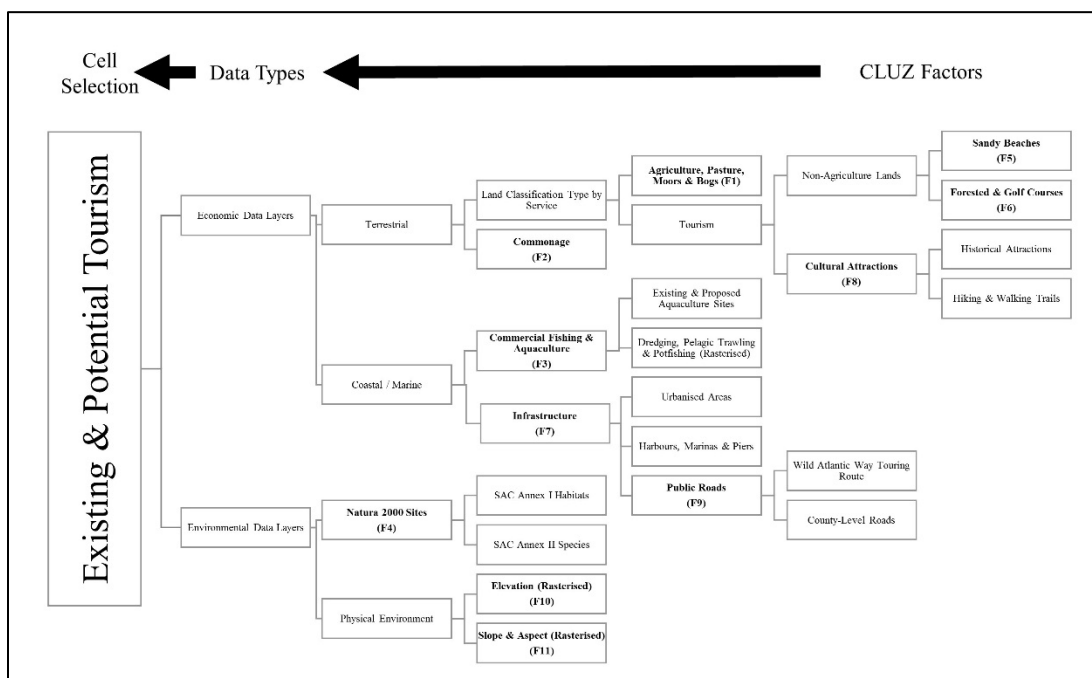 Cell
Selection
Data Types
CLUZ Factors
Existing & Potential Tourism
Economic Data Layers
Terrestrial
Land Classification Type by
Service
Agriculture, Pasture,
Moors & Bogs (F1)
Tourism
Non-Agriculture Lands
Sandy Beaches
(F5)
Forested & Golf Courses
(F6)
Cultural Attractions
(F8)
Historical Attractions
Hiking & Walking Trails
Commonage
(F2)
Coastal / Marine
Commercial Fishing &
Aquaculture
(F3)
Existing & Proposed
Aquaculture Sites
Dredging, Pelagic Trawling
& Potfishing (Rasterised)
Infrastructure
(F7)
Urbanised Areas
Harbours, Marinas & Piers
Public Roads
(F9)
Wild Atlantic Way Touring
Route
County-Level Roads
Environmental Data Layers
Natura 2000 Sites
(F4)
SAC Annex I Habitats
SAC Annex II Species
Physical Environment
Elevation (Rasterised)
(F10)
Slope & Aspect (Rasterised)
(F11)